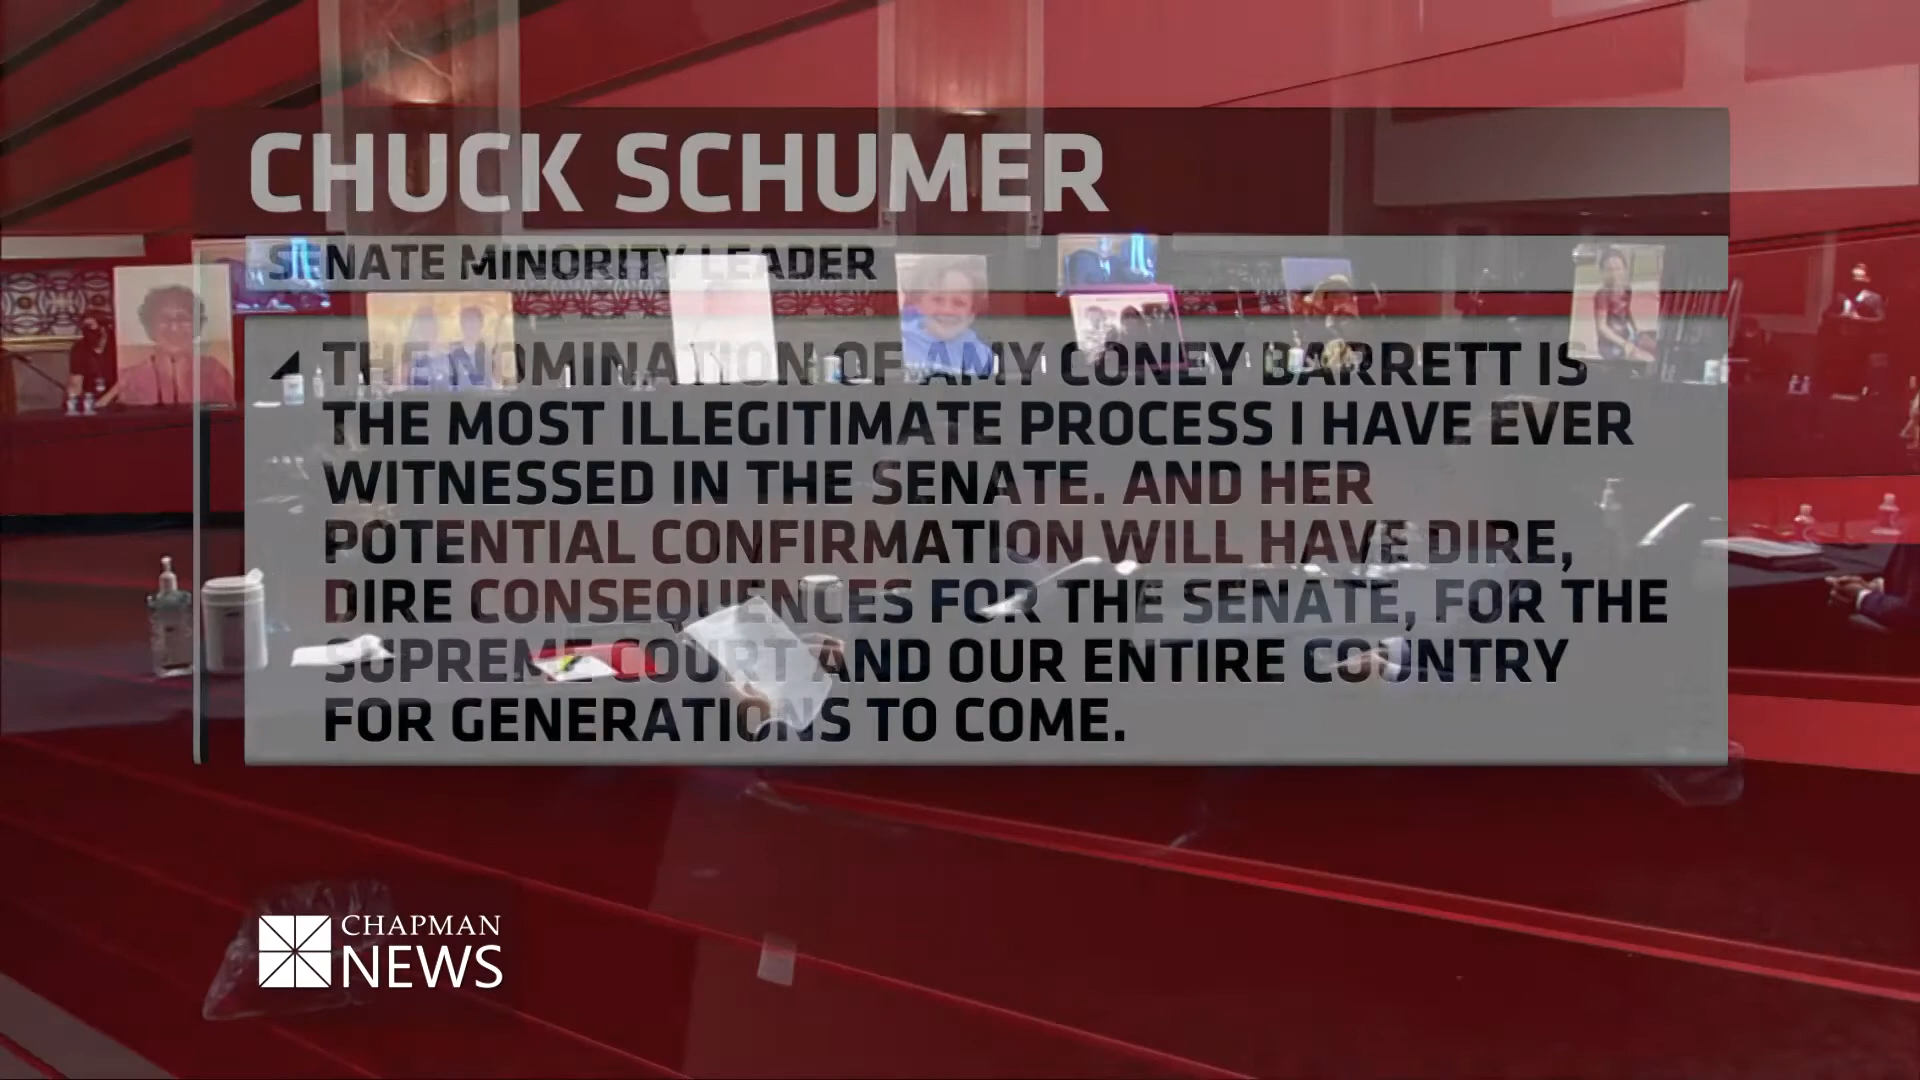 CHUCK SCHUMER
SENATE MINORITY LEADER
THE NOMINATION OF AMY CONEY BARRETT IS
THE MOST ILLEGITIMATE PROCESS I HAVE EVER
WITNESSED IN THE SENATE. AND HER
POTENTIAL CONFIRMATION WILL HAVE DIRE,
DIRE CONSEQUENCES FOR THE SENATE, FOR THE
SUPREME COURT AND OUR ENTIRE COUNTRY
FOR GENERATIONS TO COME.
CHAPMAN
NEWS